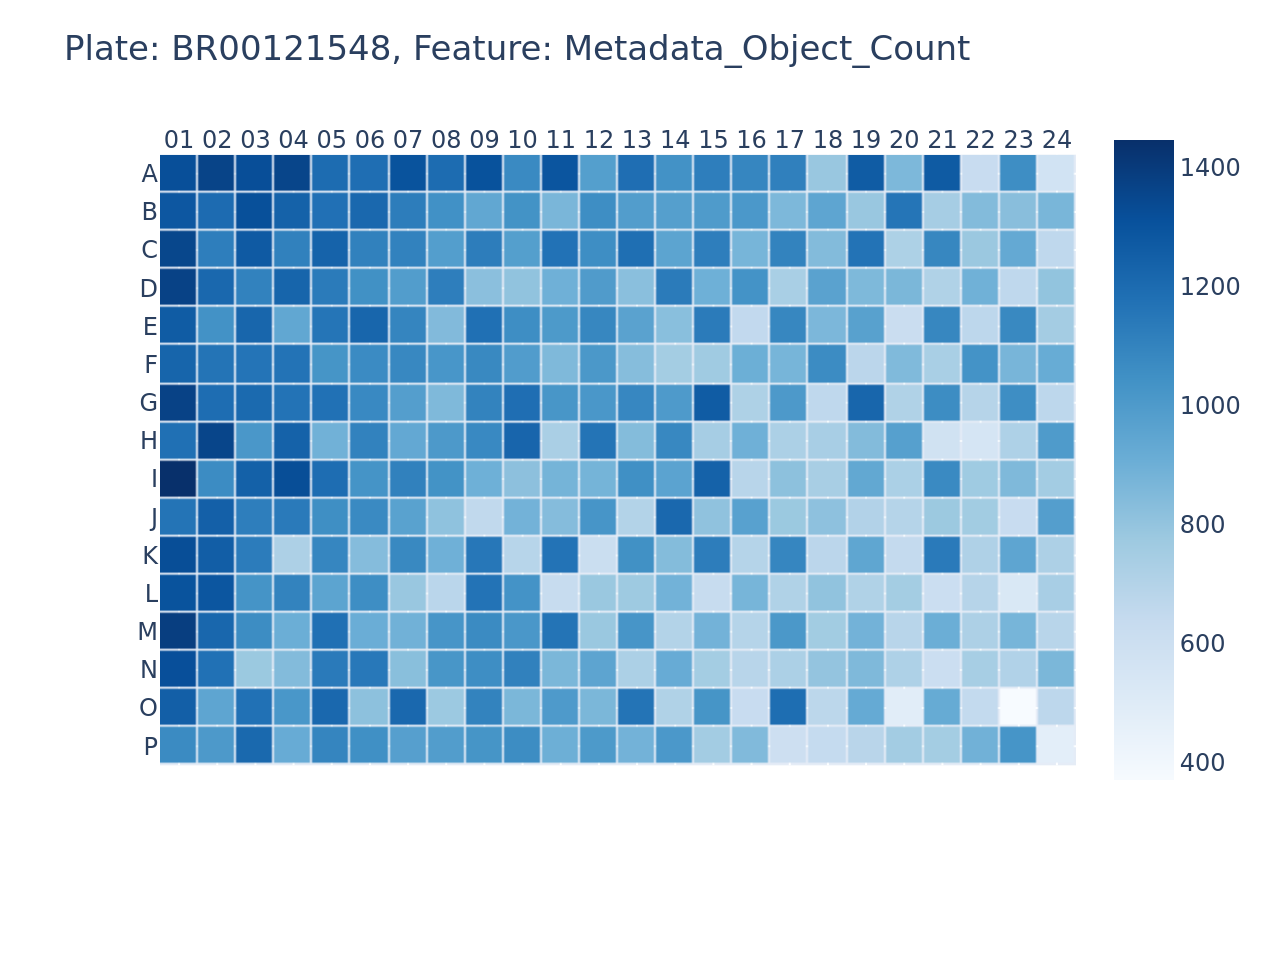 Plate: BR00121548, Feature: Metadata_Object_Count
01 02 03 04 05 06 07 08 09 10 11 12 13 14 15 16 17 18 19 20 21 22 23 24
A
B
C
D
E
F
G
H
I
J
K
L
M
N
O
P
1400
1200
1000
800
600
400